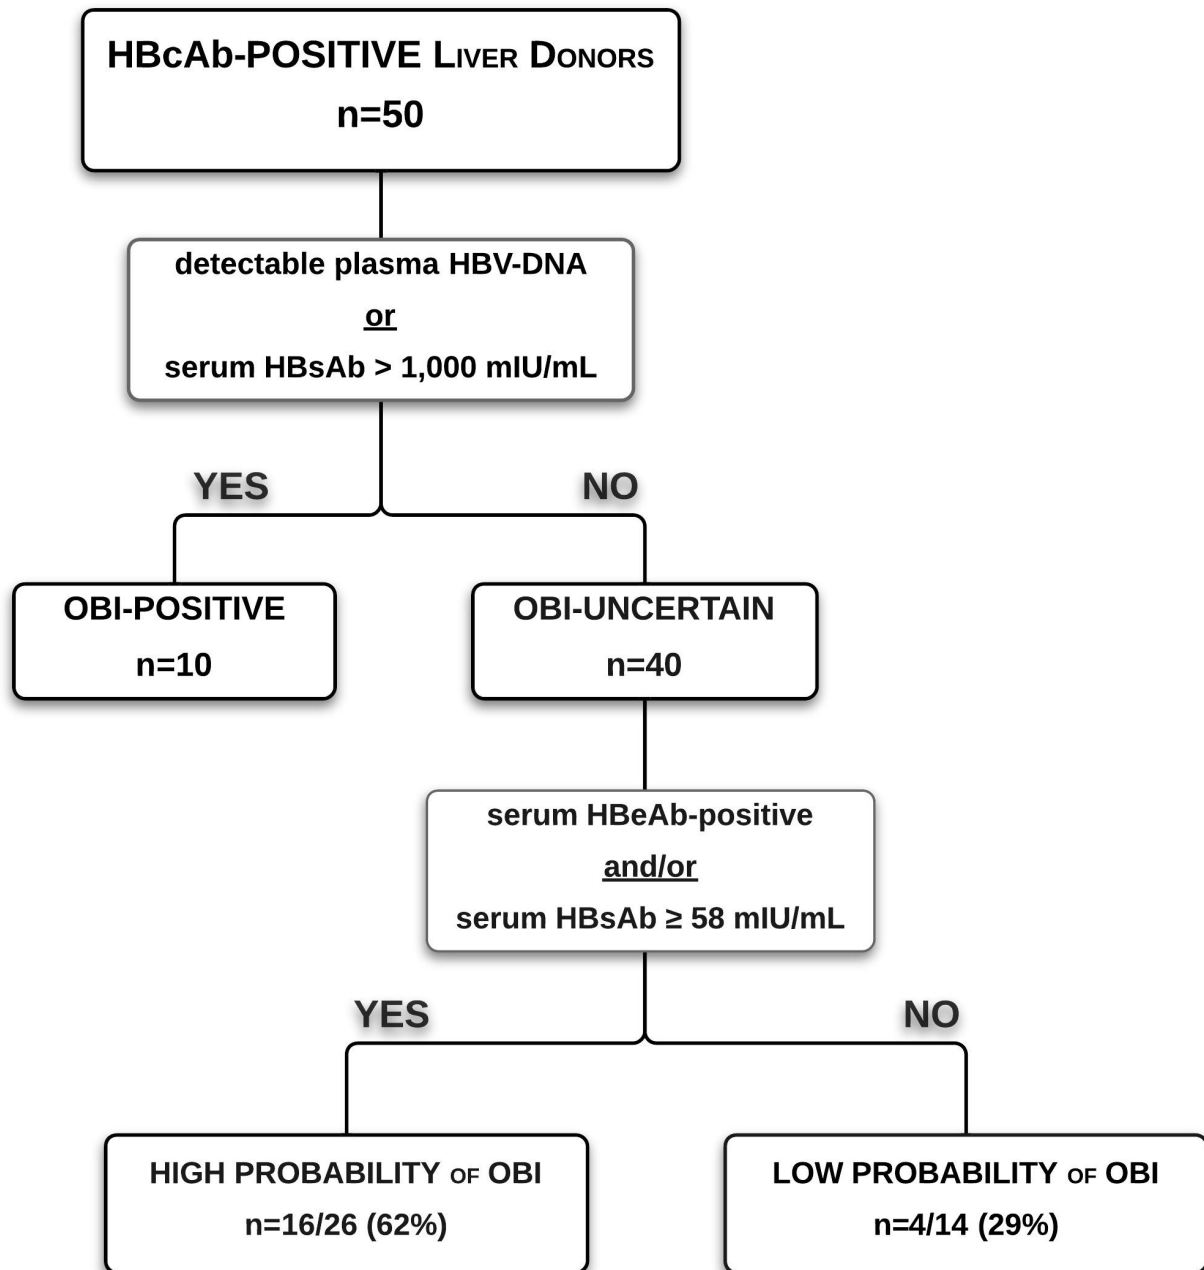 HBcAb-POSITIVE LIVER DONORS
n=50
detectable plasma HBV-DNA
or
serum HBsAb > 1,000 mIU/mL
YES
NO
OBI-POSITIVE
n=10
OBI-UNCERTAIN
n=40
serum HBeAb-positive
and/or
serum HBsAb ≥ 58 mIU/mL
YES
NO
HIGH PROBABILITY OF OBI
n=16/26 (62%)
LOW PROBABILITY OF OBI
n=4/14 (29%)